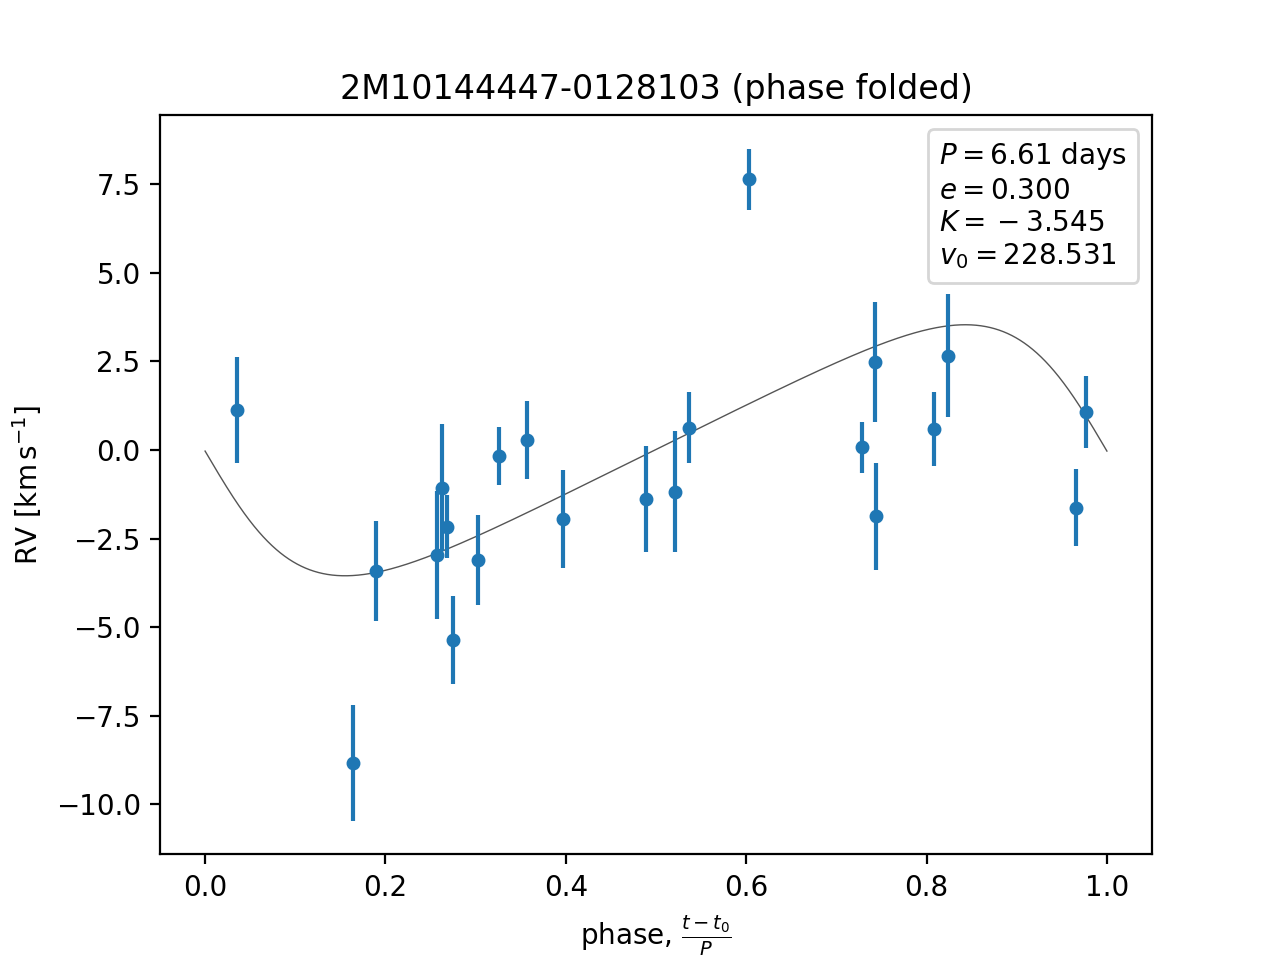 2M10144447-0128103 (phase folded)
P = 6.61 days
e = 0.300
K = −3.545
v₀ = 228.531
7.5
5.0
2.5
0.0
−2.5
−5.0
−7.5
−10.0
RV [km s⁻¹]
0.0 0.2 0.4 0.6 0.8 1.0
phase, (t − t₀)/P